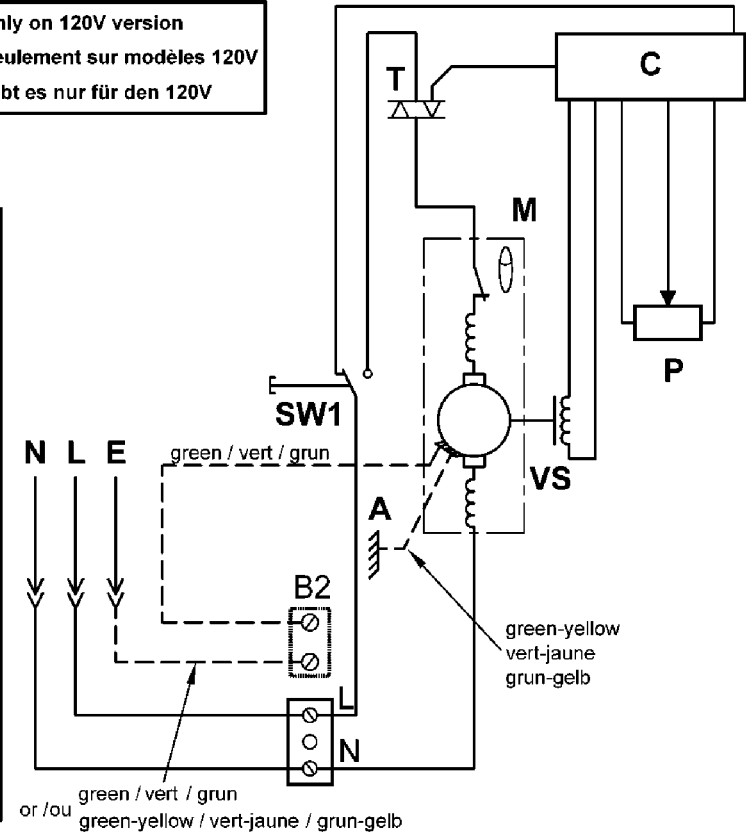 nly on 120V version
eulement sur modèles 120V
bt es nur für den 120V
C
T
M
P
SW1
N L E
green / vert / grun
VS
A
B2
green-yellow
vert-jaune
grun-gelb
L
N
or /ou green / vert / grun
green-yellow / vert-jaune / grun-gelb